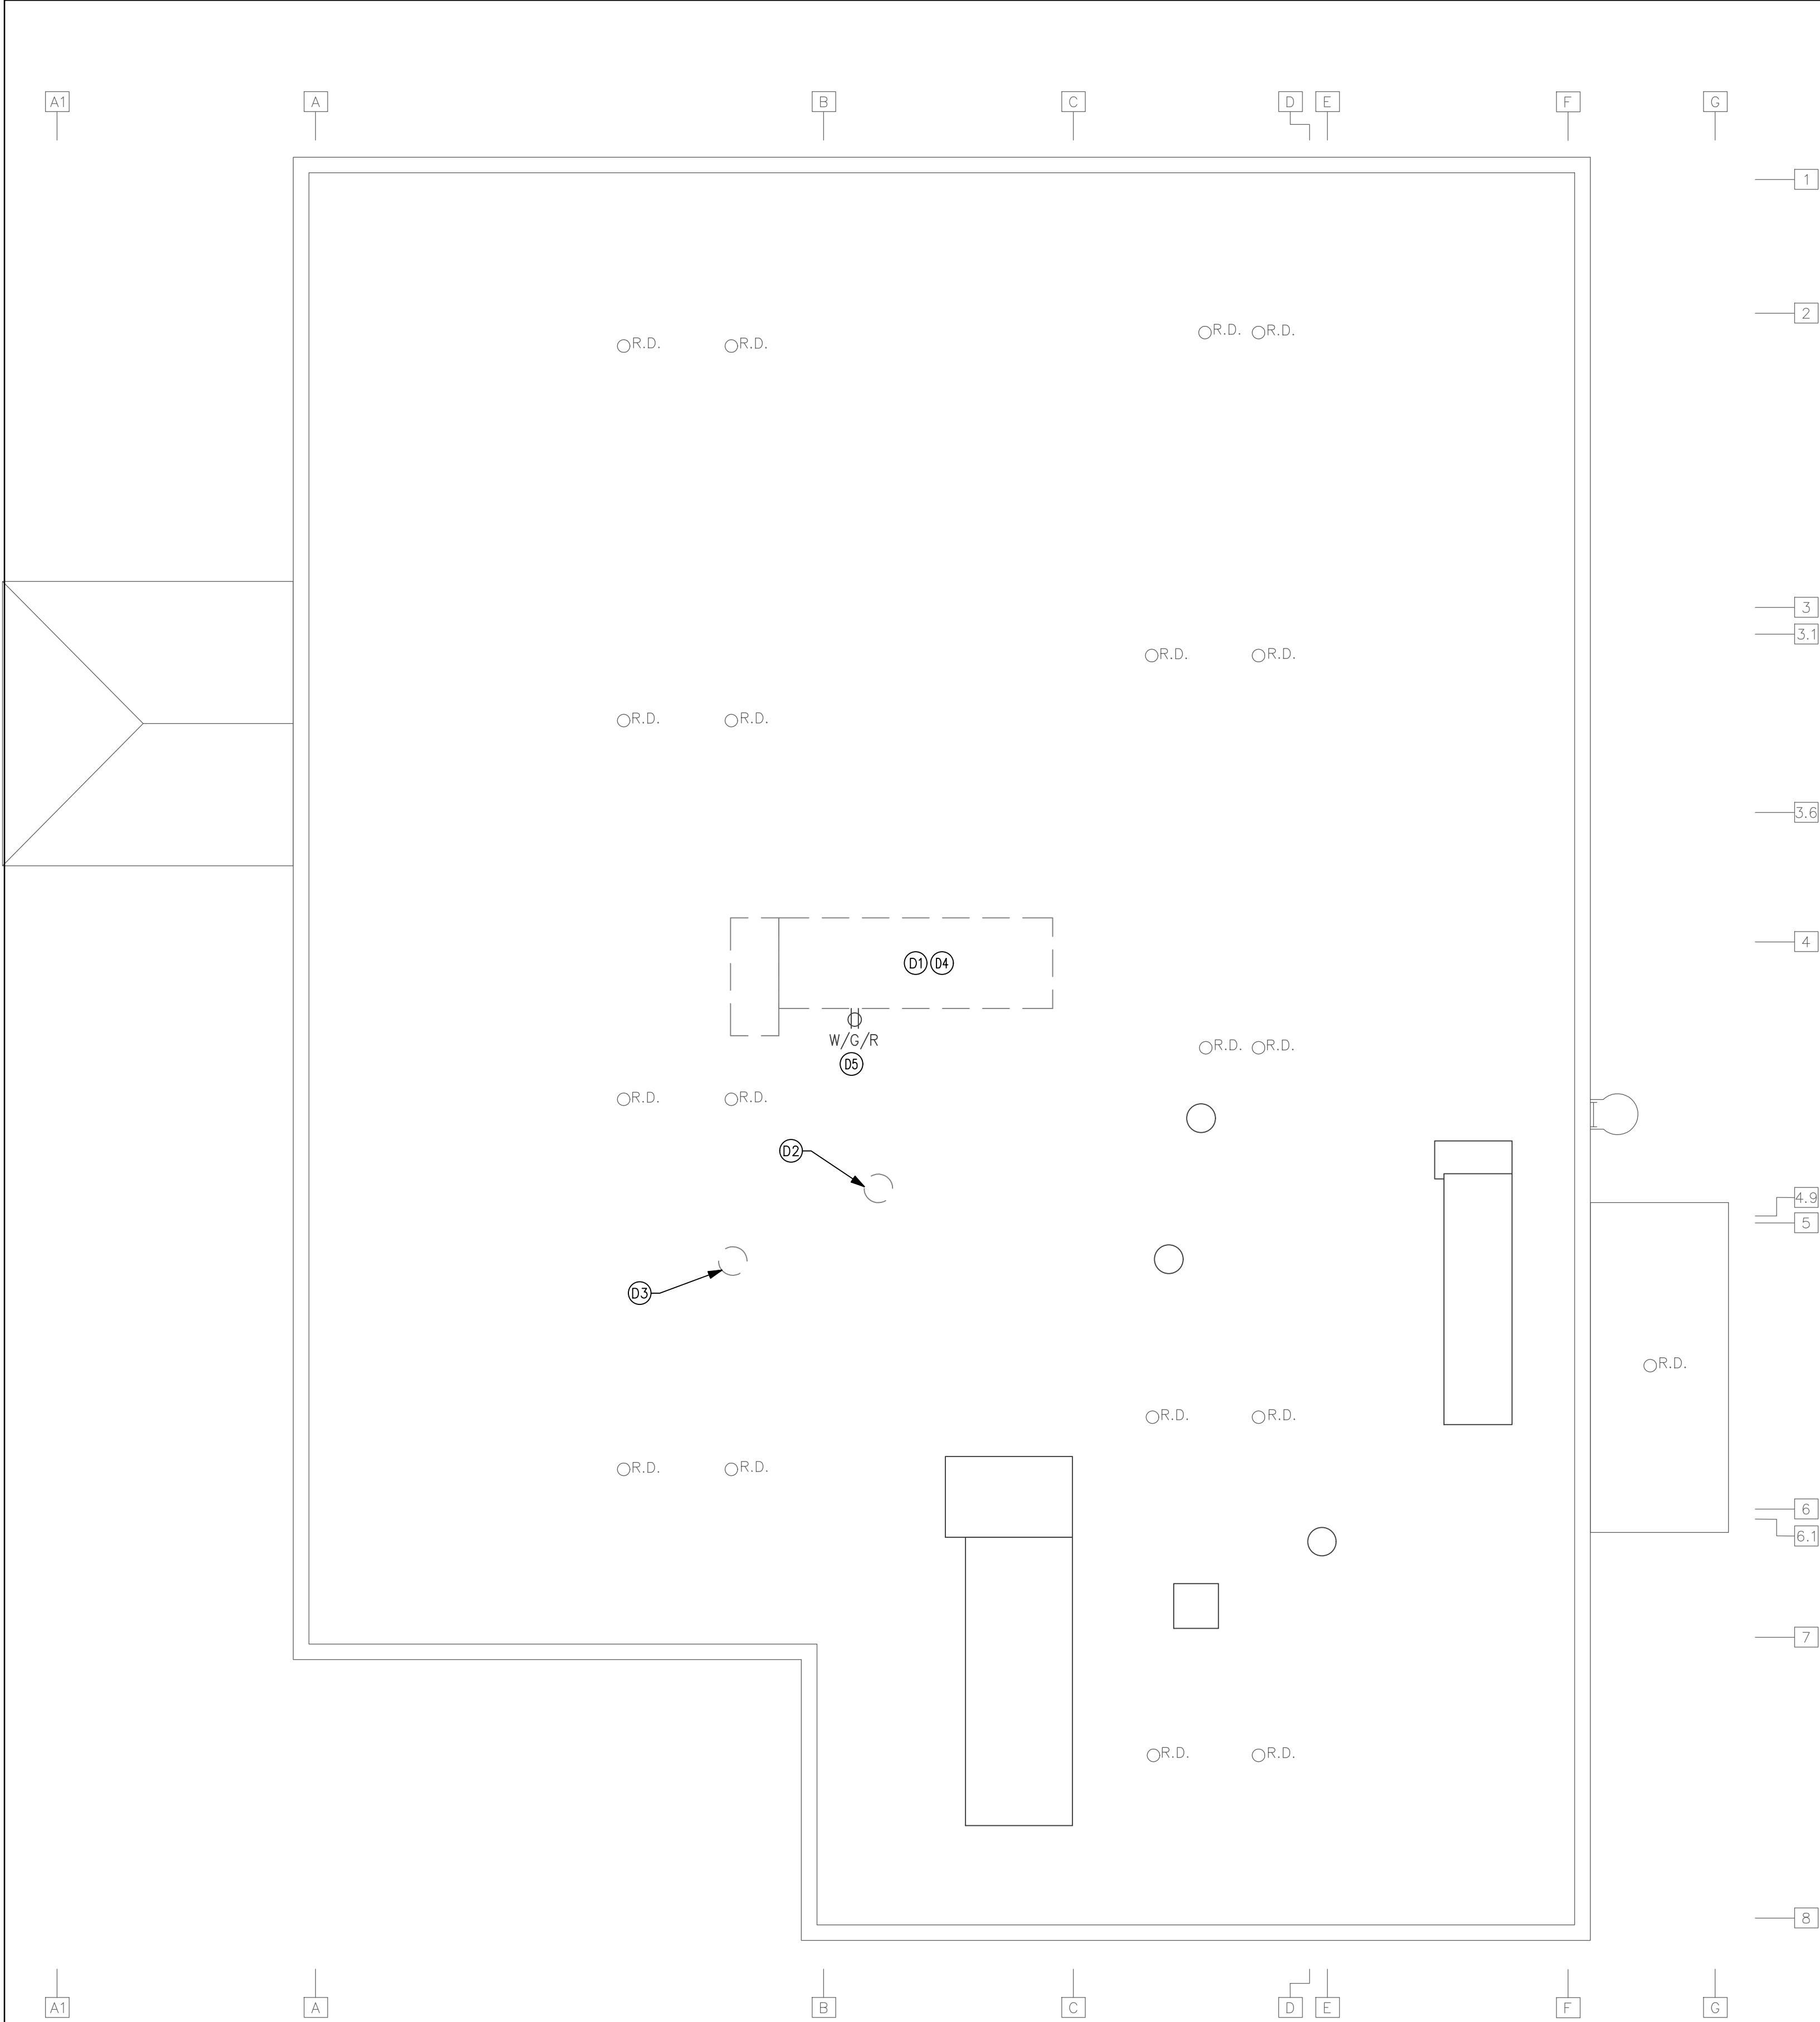 A1 A B C D E F G
1
2
R.D. R.D. R.D. R.D.
3
3.1
R.D. R.D.
R.D. R.D.
3.6
4
D1 D4
W/G/R
R.D. R.D.
D5
R.D. R.D.
D2
4.9
5
D3
R.D.
R.D. R.D.
R.D. R.D.
6
6.1
7
R.D. R.D.
8
A1 A B C D E F G